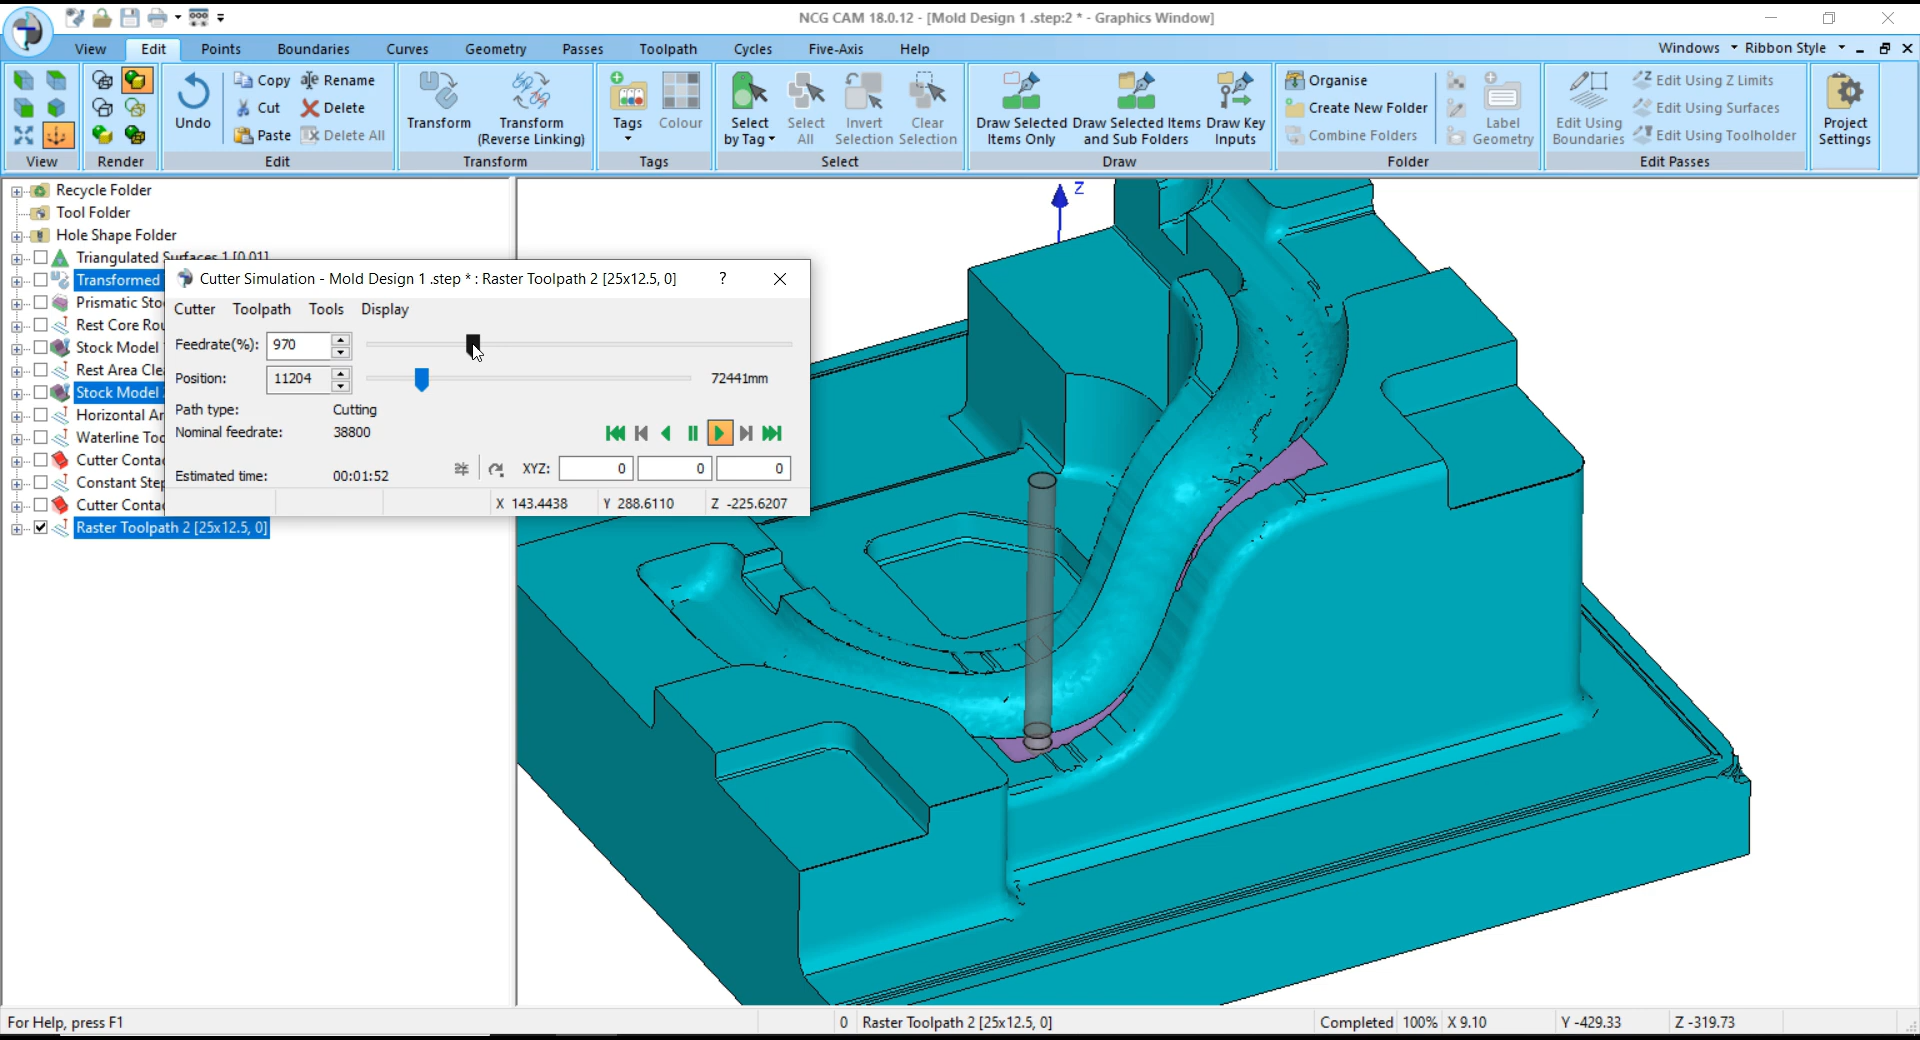 NCG CAM 18.0.12 - [Mold Design 1 .step:2 * - Graphics Window]
View Edit Points Boundaries Curves Geometry Passes Toolpath Cycles Five-Axis Help Windows Ribbon Style
Copy Rename Organise Edit Using Z Limits
Undo Cut Delete Create New Folder Edit Using Surfaces
Paste Delete All Combine Folders Edit Using Toolholder
Transform Transform (Reverse Linking) Tags Colour Select by Tag Select All Invert Selection Clear Selection Draw Selected Items Only Draw Selected Items and Sub Folders Draw Key Inputs Label Geometry Edit Using Boundaries Project Settings
View Render Edit Transform Tags Select Draw Folder Edit Passes
Recycle Folder
Tool Folder
Hole Shape Folder
Triangulated Surfaces 1 [0.01]
Transformed
Prismatic Sto
Rest Core Rou
Stock Model
Rest Area Cle
Stock Model
Horizontal Ar
Waterline Too
Cutter Conta
Constant Step
Cutter Conta
Raster Toolpath 2 [25x12.5, 0]
Cutter Simulation - Mold Design 1 .step * : Raster Toolpath 2 [25x12.5, 0] ?
Cutter Toolpath Tools Display
Feedrate(%): 970
Position: 11204 72441mm
Path type: Cutting
Nominal feedrate: 38800
Estimated time: 00:01:52 XYZ: 0 0 0
X 143.4438 Y 288.6110 Z -225.6207
Z
For Help, press F1 0 Raster Toolpath 2 [25x12.5, 0] Completed 100% X 9.10 Y -429.33 Z -319.73